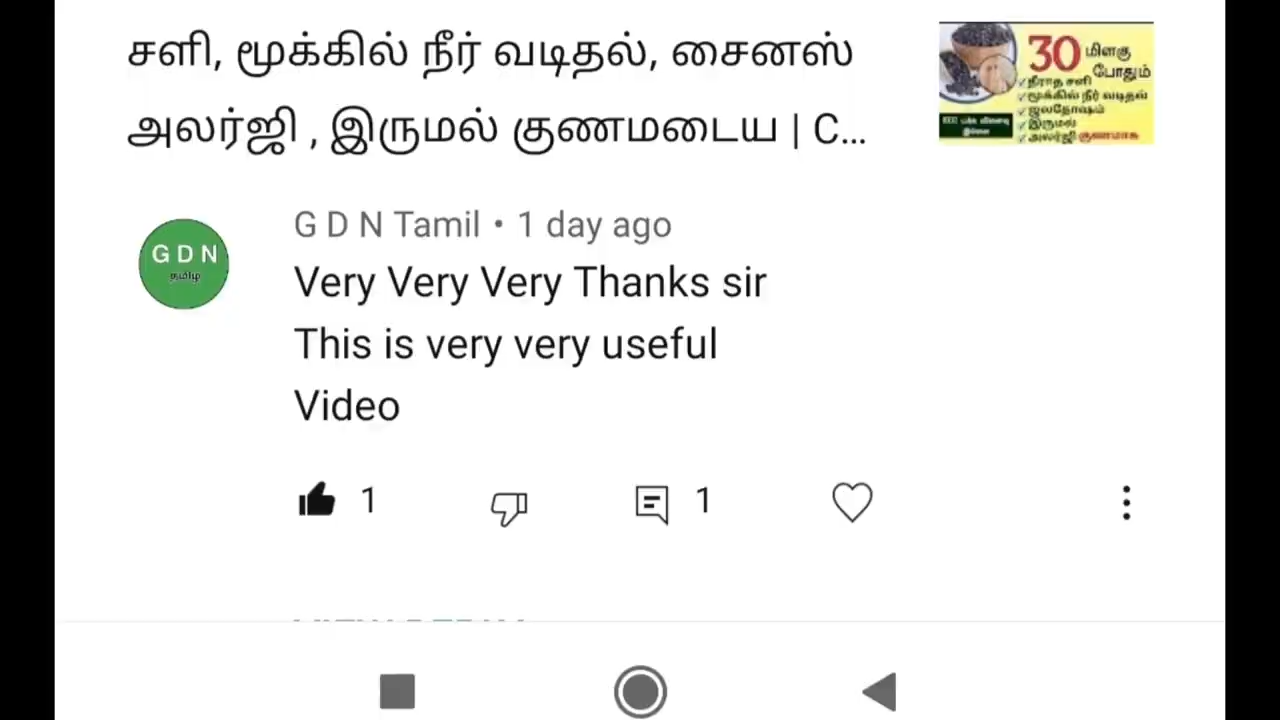 சளி, மூக்கில் நீர் வடிதல், சைனஸ்
அலர்ஜி , இருமல் குணமடைய | C...
30 மிளகு
போதும்
தீராத சளி
மூக்கில் நீர் வடிதல்
ஜலதோஷம்
இருமல்
அலர்ஜி குணமாக
G D N Tamil • 1 day ago
G D N
தமிழ்
Very Very Very Thanks sir
This is very very useful
Video
1
1